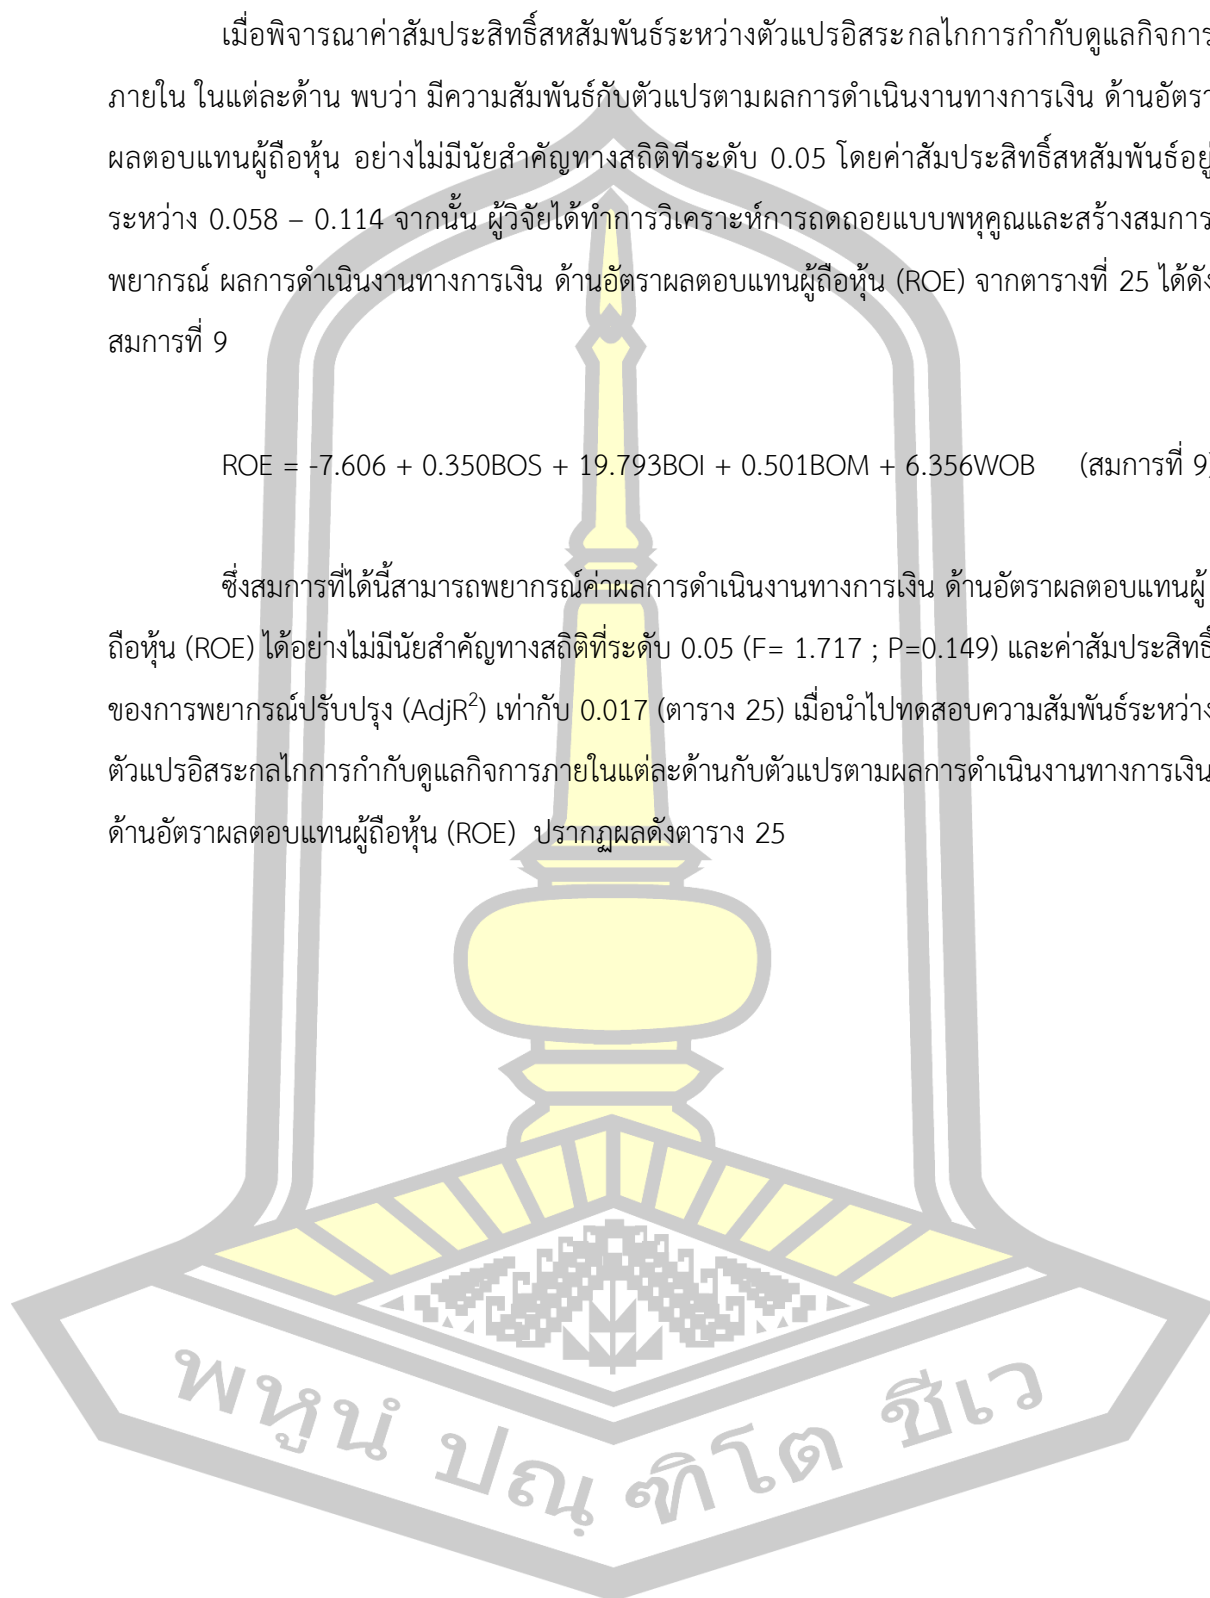 เมื่อพิจารณาค่าสัมประสิทธิ์สหสัมพันธ์ระหว่างตัวแปรอิสระกลไกการกำกับดูแลกิจการ
ภายใน ในแต่ละด้าน พบว่า มีความสัมพันธ์กับตัวแปรตามผลการดำเนินงานทางการเงิน ด้านอัตรา
ผลตอบแทนผู้ถือหุ้น อย่างไม่มีนัยสำคัญทางสถิติทีระดับ 0.05 โดยค่าสัมประสิทธิ์สหสัมพันธ์อยู่
ระหว่าง 0.058 – 0.114 จากนั้น ผู้วิจัยได้ทำการวิเคราะห์การถดถอยแบบพหุคูณและสร้างสมการ
พยากรณ์ ผลการดำเนินงานทางการเงิน ด้านอัตราผลตอบแทนผู้ถือหุ้น (ROE) จากตารางที่ 25 ได้ดัง
สมการที่ 9
ROE = -7.606 + 0.350BOS + 19.793BOI + 0.501BOM + 6.356WOB (สมการที่ 9)
ซึ่งสมการที่ได้นี้สามารถพยากรณ์ค่าผลการดำเนินงานทางการเงิน ด้านอัตราผลตอบแทนผู้
ถือหุ้น (ROE) ได้อย่างไม่มีนัยสำคัญทางสถิติที่ระดับ 0.05 (F= 1.717 ; P=0.149) และค่าสัมประสิทธิ์
ของการพยากรณ์ปรับปรุง (AdjR²) เท่ากับ 0.017 (ตาราง 25) เมื่อนำไปทดสอบความสัมพันธ์ระหว่าง
ตัวแปรอิสระกลไกการกำกับดูแลกิจการภายในแต่ละด้านกับตัวแปรตามผลการดำเนินงานทางการเงิน
ด้านอัตราผลตอบแทนผู้ถือหุ้น (ROE) ปรากฏผลดังตาราง 25
พหูนํ ปณฺฑิโต ชีเว